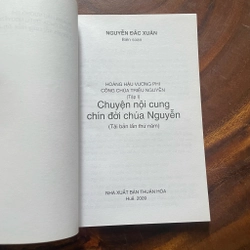 NGUYỄN ĐẮC XUÂN
Biên soạn
HOÀNG HẬU VƯƠNG PHI
CÔNG CHÚA TRIỀU NGUYỄN
(Tập I)
Chuyện nội cung
chín đời chúa Nguyễn
(Tái bản lần thứ năm)
NHÀ XUẤT BẢN THUẬN HÓA
Huế, 2009